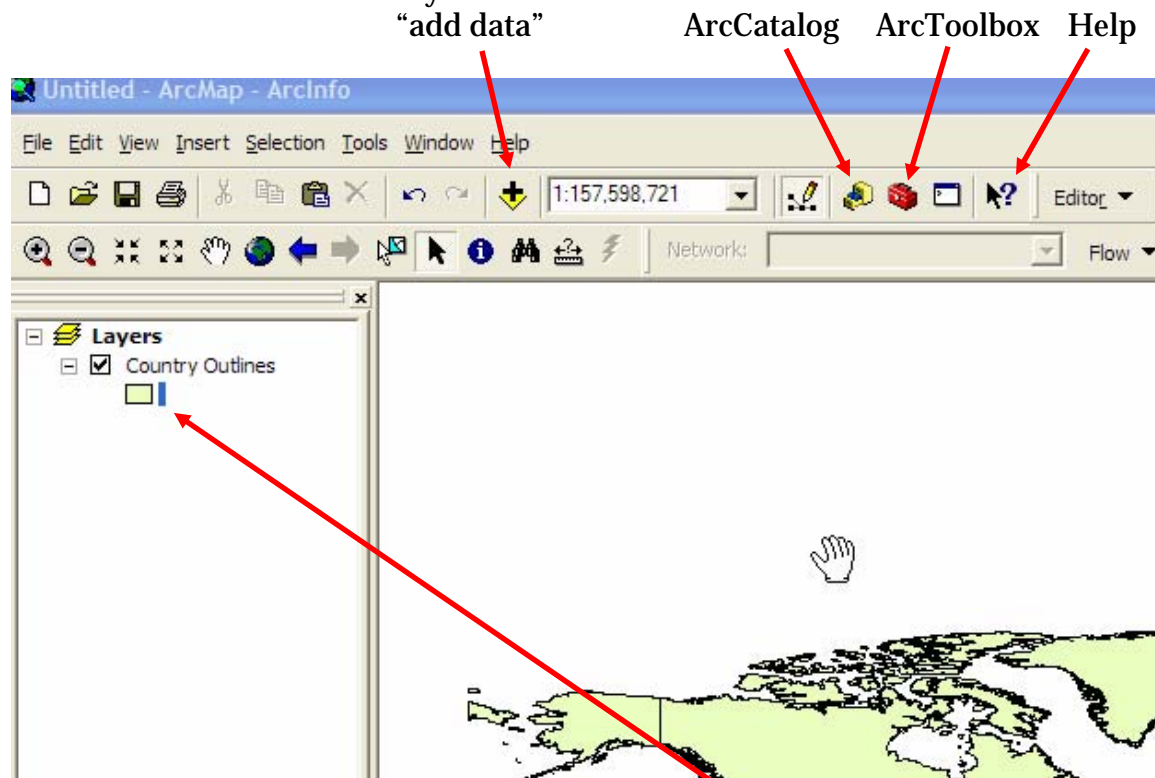 “add data” ArcCatalog ArcToolbox Help
Untitled - ArcMap - ArcInfo
File Edit View Insert Selection Tools Window Help
1:157,598,721 Editor
Network: Flow
Layers
Country Outlines